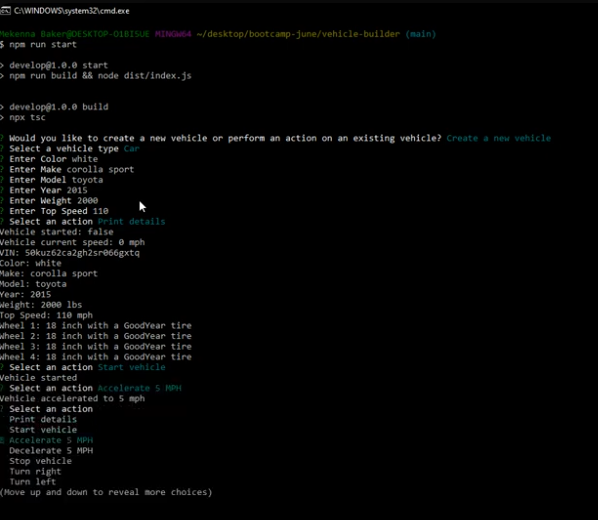 C:\WINDOWS\system32\cmd.exe
Mekenna Baker@DESKTOP-O1BISUE MINGW64 ~/desktop/bootcamp-june/vehicle-builder (main)
$ npm run start
> develop@1.0.0 start
> npm run build && node dist/index.js
> develop@1.0.0 build
> npx tsc
? Would you like to create a new vehicle or perform an action on an existing vehicle? Create a new vehicle
? Select a vehicle type Car
? Enter Color white
? Enter Make corolla sport
? Enter Model toyota
? Enter Year 2015
? Enter Weight 2000
? Enter Top Speed 110
? Select an action Print details
Vehicle started: false
Vehicle current speed: 0 mph
VIN: 50kuz62ca2gh2sr066gxtq
Color: white
Make: corolla sport
Model: toyota
Year: 2015
Weight: 2000 lbs
Top Speed: 110 mph
Wheel 1: 18 inch with a GoodYear tire
Wheel 2: 18 inch with a GoodYear tire
Wheel 3: 18 inch with a GoodYear tire
Wheel 4: 18 inch with a GoodYear tire
? Select an action Start vehicle
Vehicle started
? Select an action Accelerate 5 MPH
Vehicle accelerated to 5 mph
? Select an action
Print details
Start vehicle
Accelerate 5 MPH
Decelerate 5 MPH
Stop vehicle
Turn right
Turn left
(Move up and down to reveal more choices)